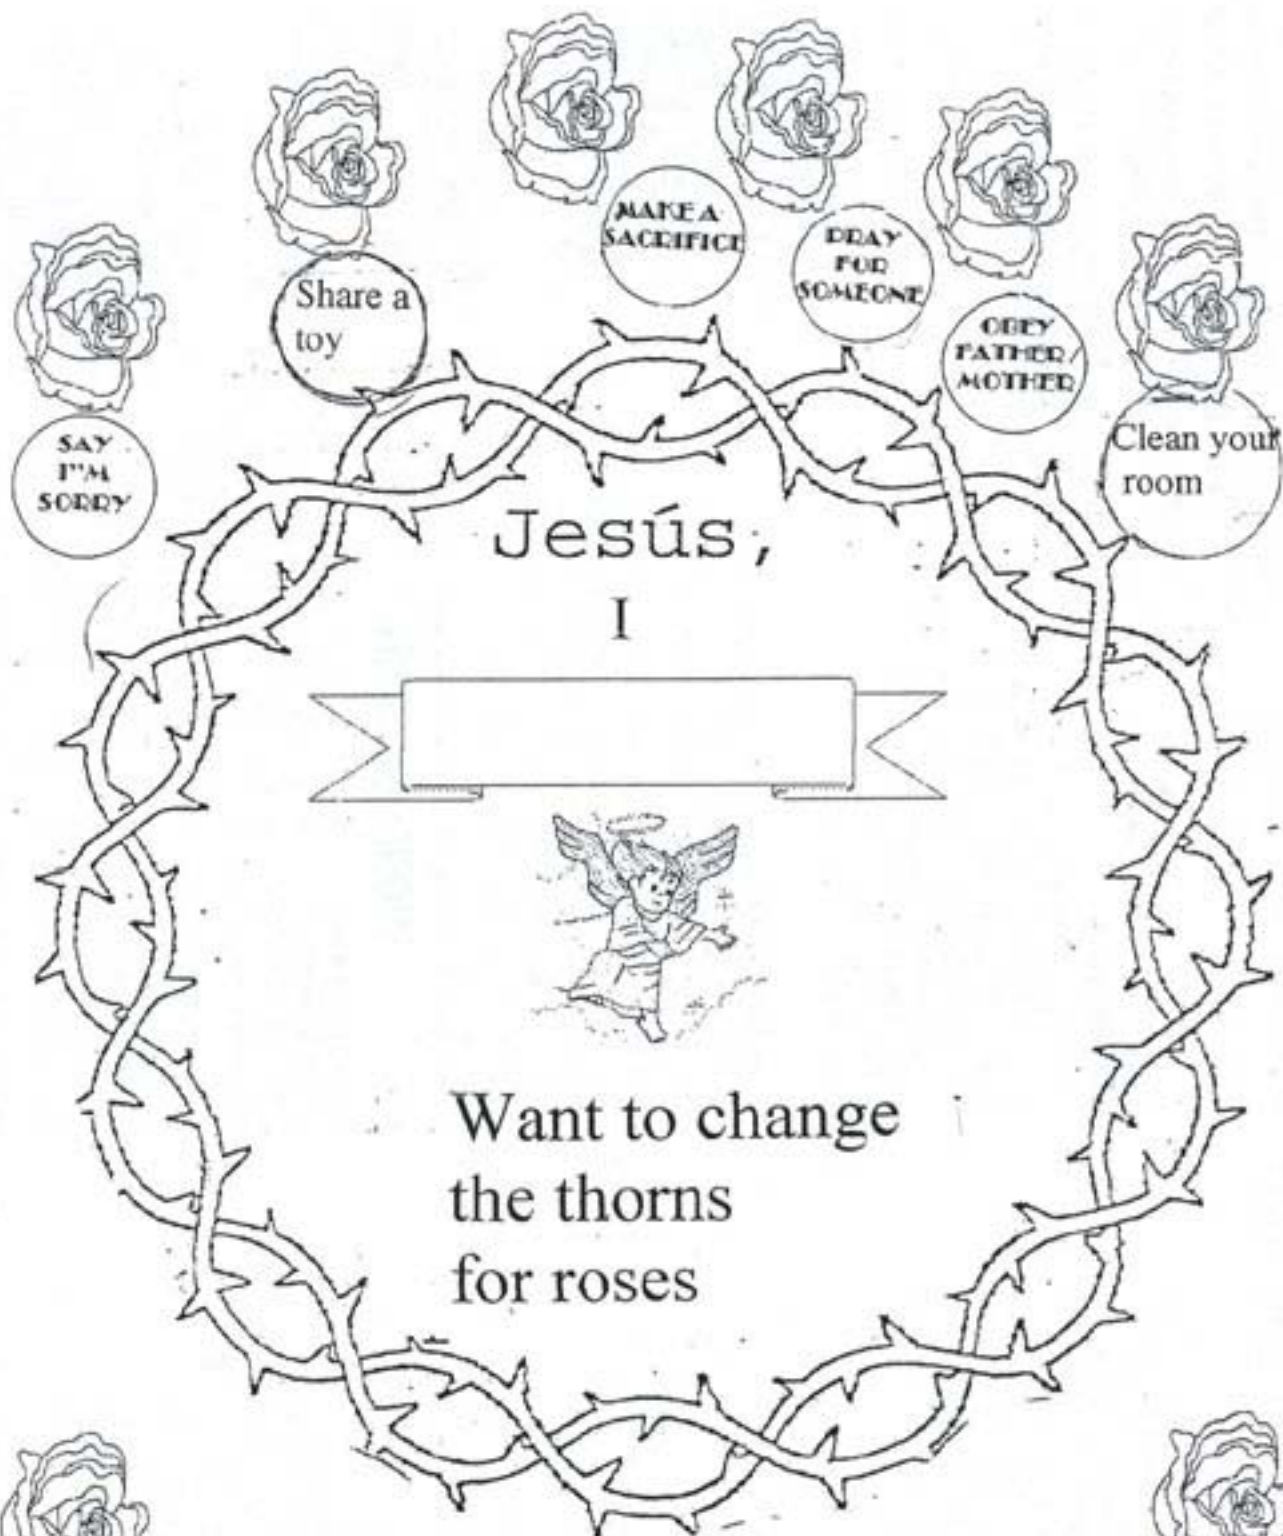 MAKE A
SACRIFICE
PRAY
FOR
SOMEONE
Share a
toy
OBEY
FATHER/
MOTHER
Clean your
room
SAY
I''M
SORRY
Jesús,
I
Want to change
the thorns
for roses